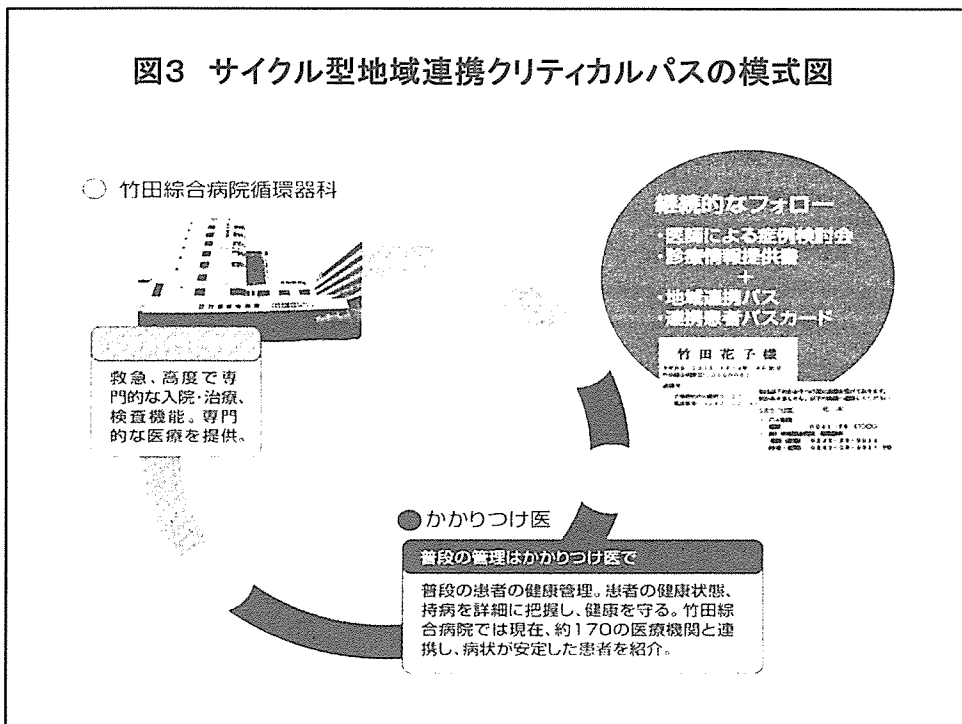 図3 サイクル型地域連携クリティカルパスの模式図
竹田綜合病院循環器科
救急、高度で専
門的な入院・治療、
検査機能。専門
的な医療を提供。
継続的なフォロー
・医師による症例検討会
・診療情報提供書
+
・地域連携パス
・連携患者パスカード
竹田花子様
かかりつけ医
普段の管理はかかりつけ医で
普段の患者の健康管理。患者の健康状態、
持病を詳細に把握し、健康を守る。竹田綜
合病院では現在、約170の医療機関と連
携し、病状が安定した患者を紹介。